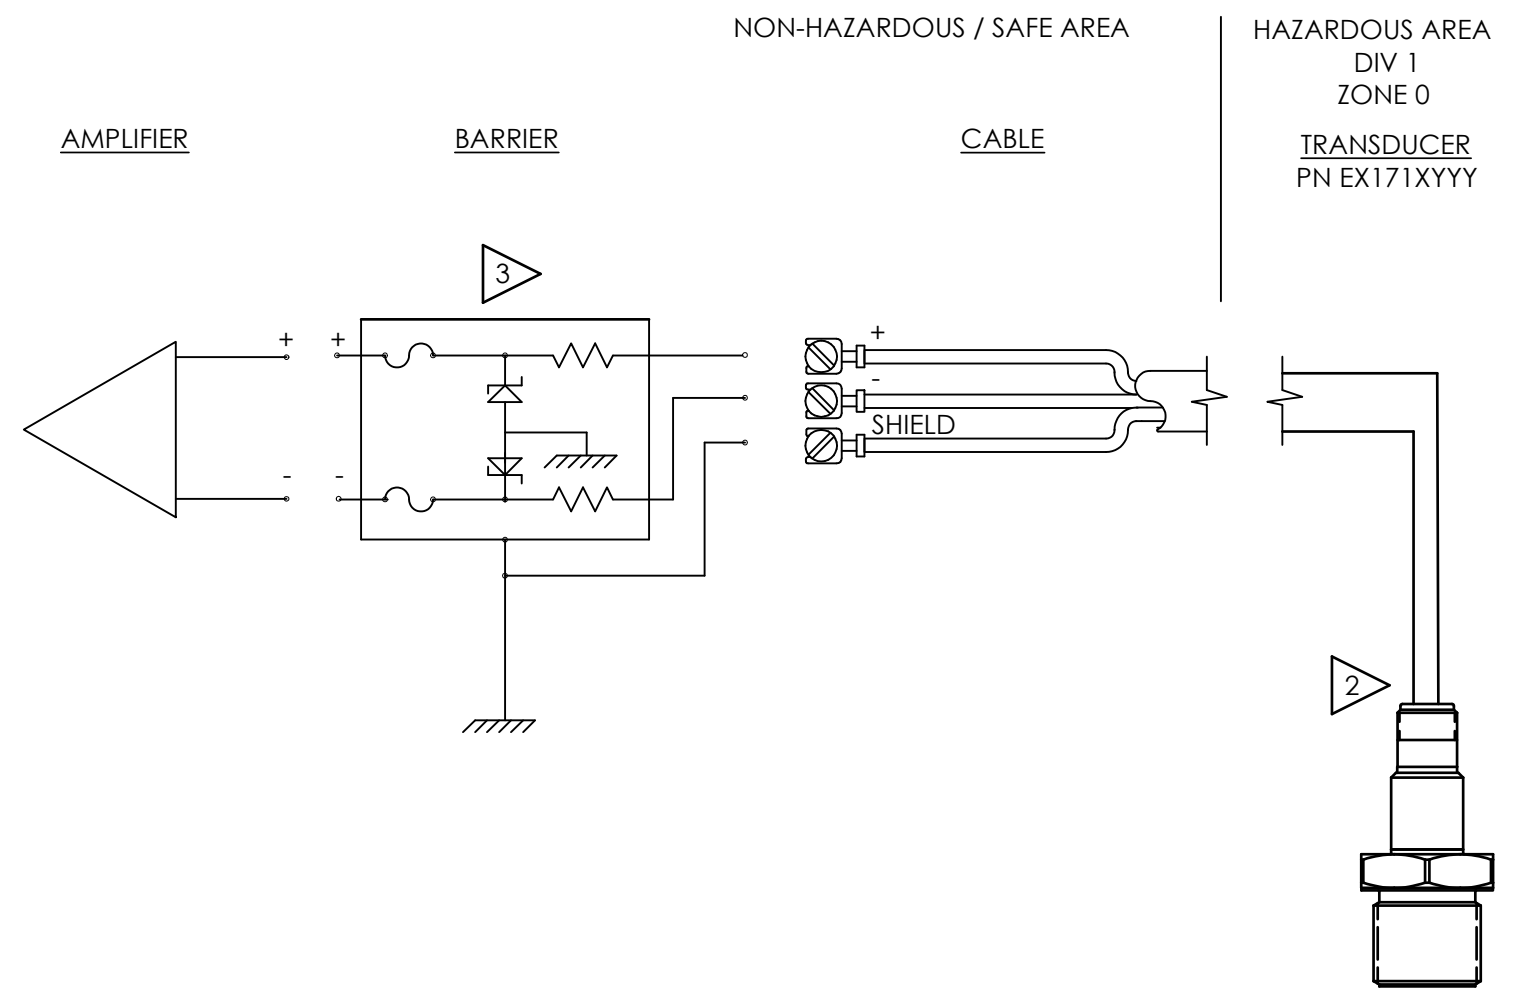 NON-HAZARDOUS / SAFE AREA
HAZARDOUS AREA
DIV 1
ZONE 0
AMPLIFIER
BARRIER
CABLE
TRANSDUCER
PN EX171XYYY
3
+
+
+
-
SHIELD
-
-
2